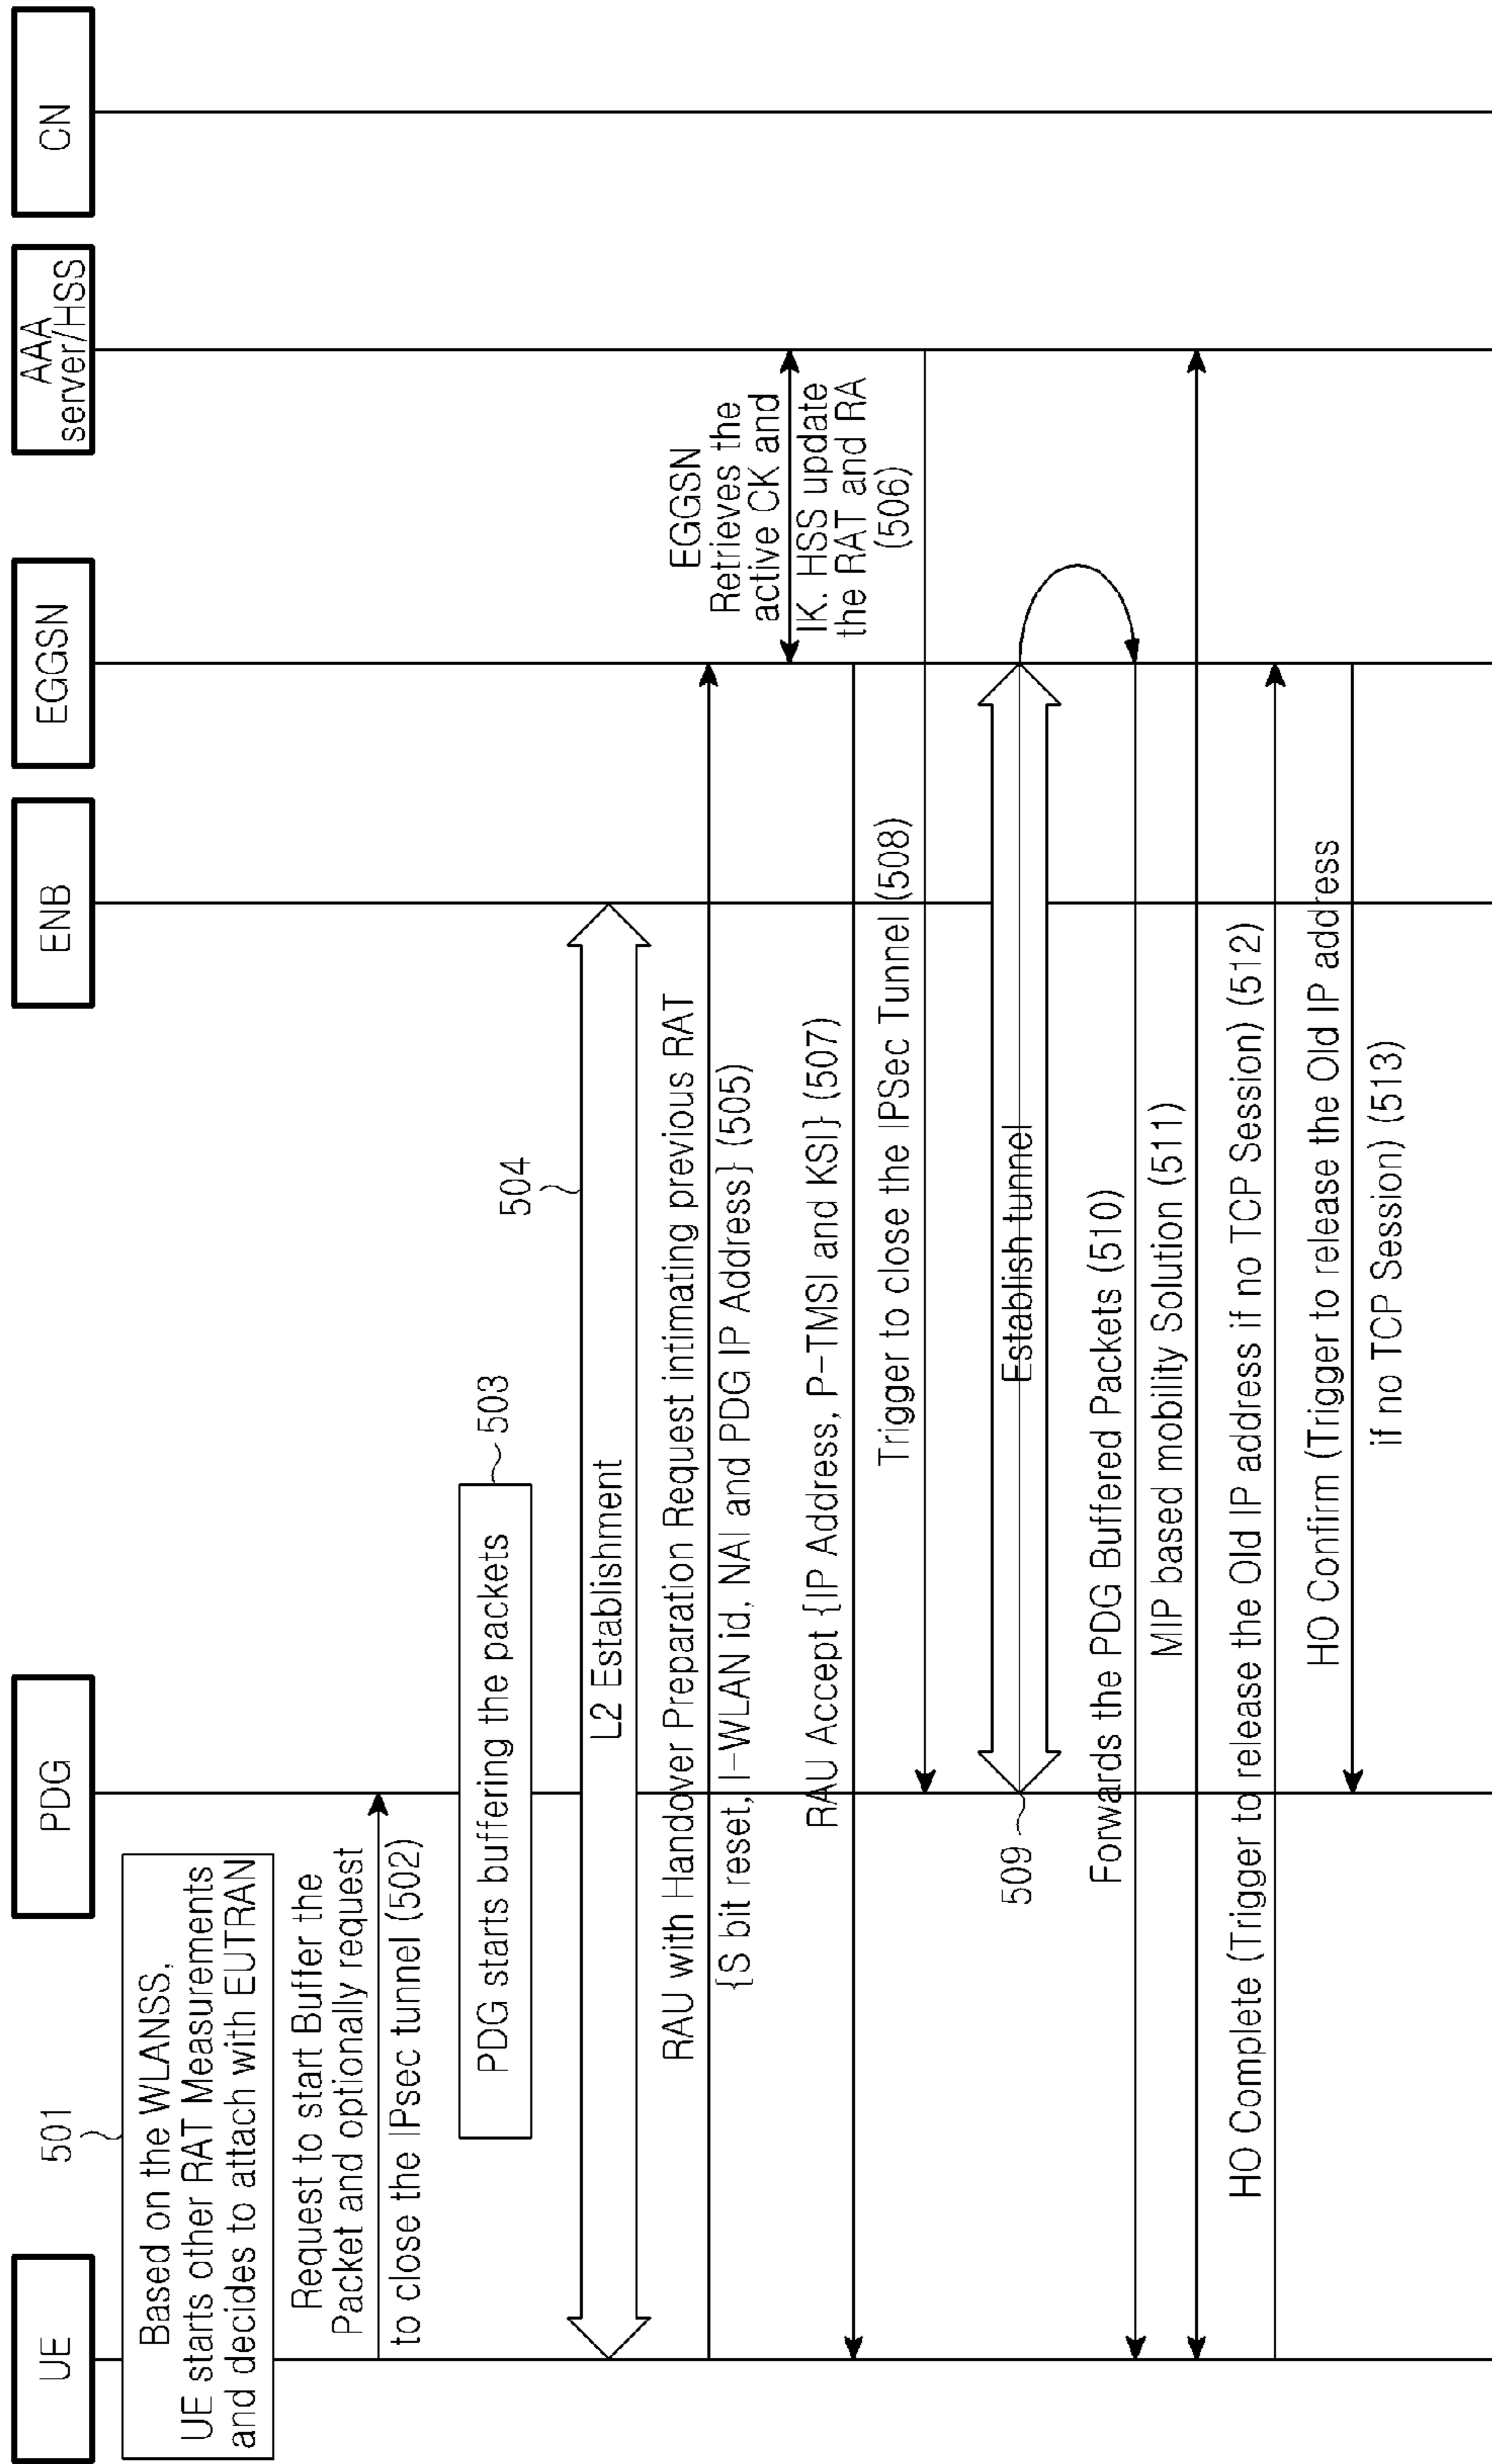 UE
PDG
ENB
EGGSN
AAA
server/HSS
CN
501
Based on the WLANSS,
UE starts other RAT Measurements
and decides to attach with EUTRAN
Request to start Buffer the
Packet and optionally request
to close the IPsec tunnel (502)
PDG starts buffering the packets
503
504
L2 Establishment
RAU with Handover Preparation Request intimating previous RAT
{S bit reset, I-WLAN id, NAI and PDG IP Address} (505)
EGGSN
Retrieves the
active CK and
IK. HSS update
the RAT and RA
(506)
RAU Accept {IP Address, P-TMSI and KSI} (507)
Trigger to close the IPSec Tunnel (508)
509
Establish tunnel
Forwards the PDG Buffered Packets (510)
MIP based mobility Solution (511)
HO Complete (Trigger to release the Old IP address if no TCP Session) (512)
HO Confirm (Trigger to release the Old IP address
if no TCP Session) (513)